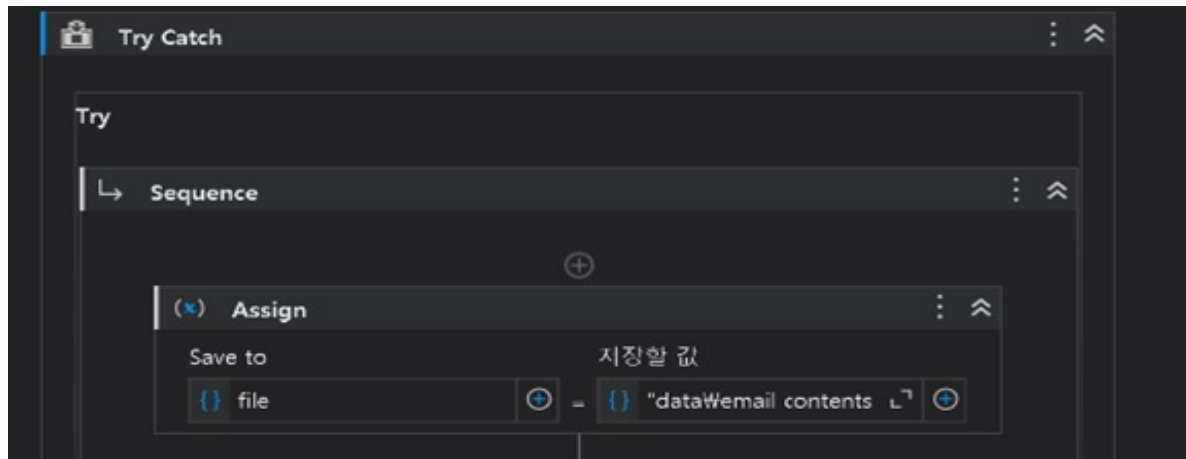 Try Catch
Try
Sequence
(x) Assign
Save to 저장할 값
{} file = {} "data₩email contents